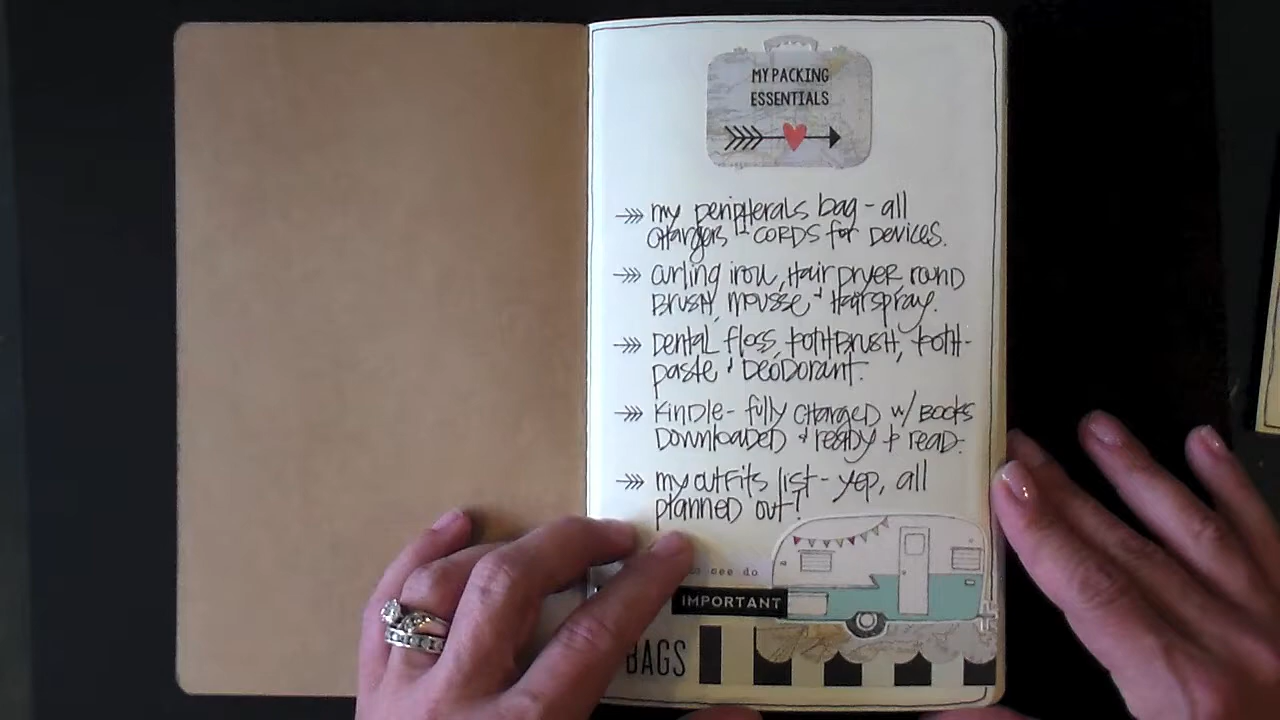 MY PACKING
ESSENTIALS
my peripherals bag - all
chargers + cords for devices.
curling iron, hair dryer, round
brush, mousse + hairspray.
Dental floss, toothbrush, tooth-
paste + deodorant.
Kindle - fully charged w/ books
downloaded + ready to read.
my outfits list - yep, all
planned out!
see do
IMPORTANT
BAGS